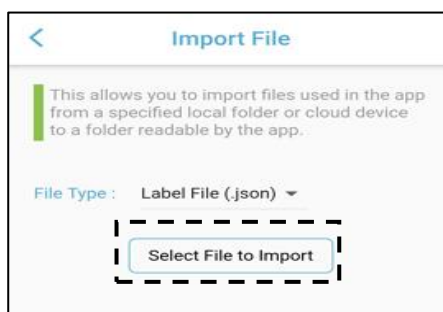 Import File
This allows you to import files used in the app
from a specified local folder or cloud device
to a folder readable by the app.
File Type : Label File (.json)
Select File to Import